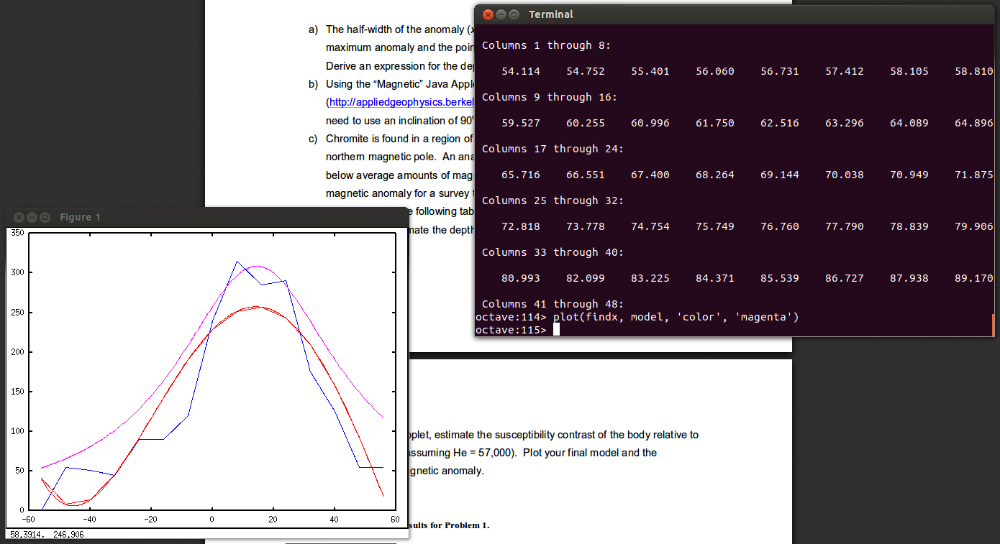 a) The half-width of the anomaly (
maximum anomaly and the poin
Derive an expression for the de
b) Using the “Magnetic” Java Appl
(http://appliedgeophysics.berkel
need to use an inclination of 90°
c) Chromite is found in a region of
northern magnetic pole. An ana
below average amounts of mag
magnetic anomaly for a survey
e following tab
mate the depth
Terminal
Columns 1 through 8:
54.114 54.752 55.401 56.060 56.731 57.412 58.105 58.810
Columns 9 through 16:
59.527 60.255 60.996 61.750 62.516 63.296 64.089 64.896
Columns 17 through 24:
65.716 66.551 67.400 68.264 69.144 70.038 70.949 71.875
Columns 25 through 32:
72.818 73.778 74.754 75.749 76.760 77.790 78.839 79.906
Columns 33 through 40:
80.993 82.099 83.225 84.371 85.539 86.727 87.938 89.170
Columns 41 through 48:
octave:114> plot(findx, model, 'color', 'magenta')
octave:115>
Figure 1
350
300
250
200
150
100
50
0
-60 -40 -20 0 20 40 60
58.3914, 246.906
plet, estimate the susceptibility contrast of the body relative to
ssuming He = 57,000). Plot your final model and the
gnetic anomaly.
sults for Problem 1.